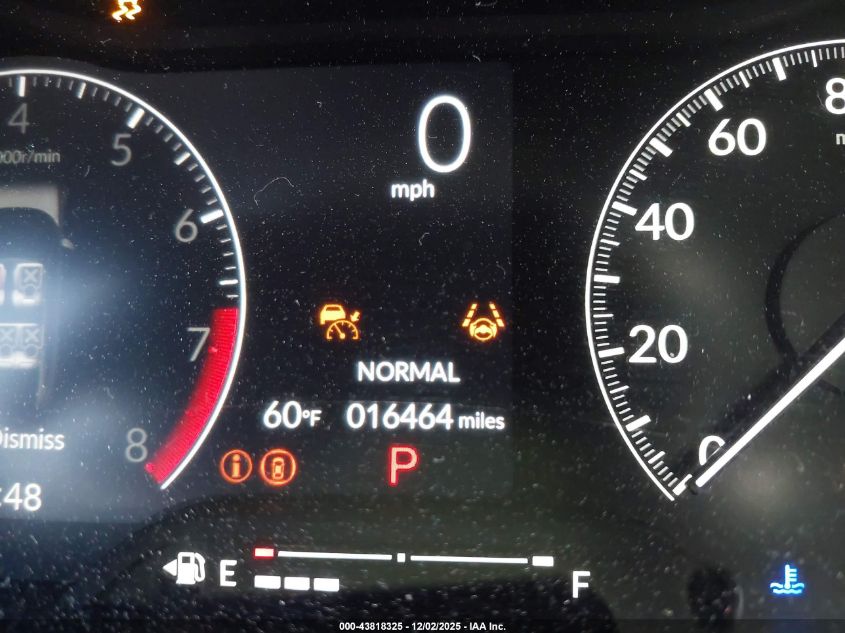 4
5
6
7
8
000r/min
0
mph
NORMAL
60°F 016464 miles
P
Dismiss
:48
E
F
0
20
40
60
8
m
000-43818325 - 12/02/2025 - IAA Inc.